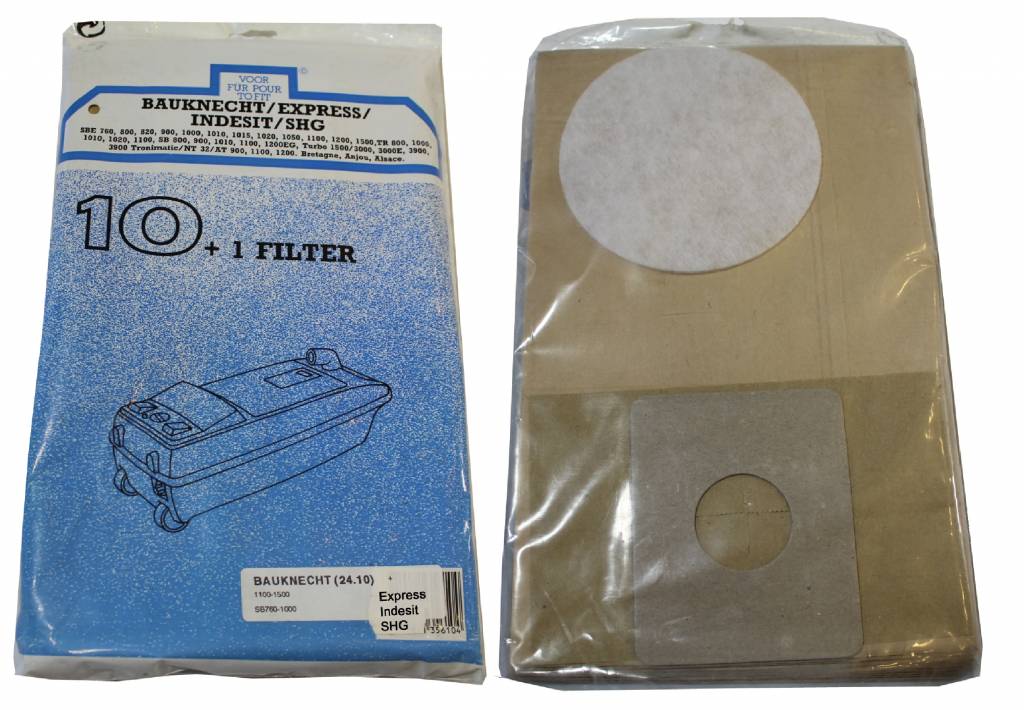 VOOR
FÜR POUR
TO FIT
©
BAUKNECHT/EXPRESS/
INDESIT/SHG
SBE 760, 800, 820, 900, 1000, 1010, 1015, 1020, 1050, 1100, 1200, 1500,TR 800, 1000,
1010, 1020, 1100, SB 800, 900, 1010, 1100, 1200EG, Turbo 1500/3000, 3000E, 3900,
3900 Tronimatic/NT 32/AT 900, 1100, 1200. Bretagne, Anjou, Alsace.
10 + 1 FILTER
BAUKNECHT (24.10) +
1100-1500
SB760-1000
Express
Indesit
SHG
356104